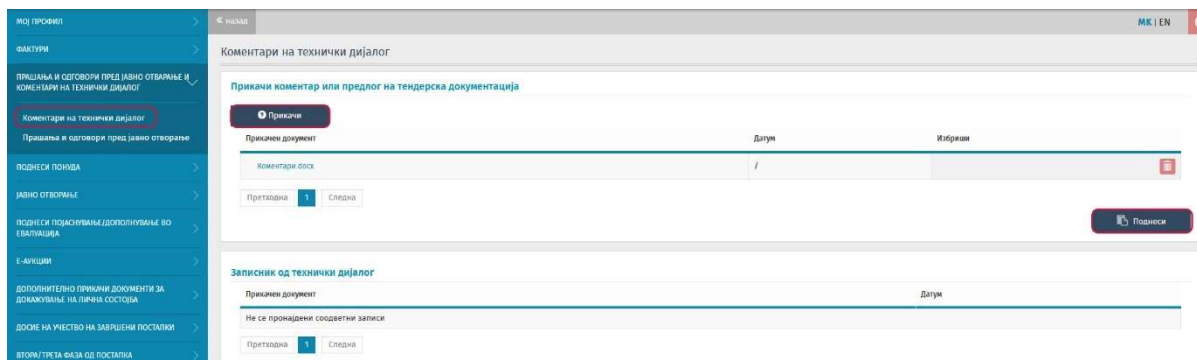 МОЈ ПРОФИЛ
ФАКТУРИ
ПРАШАЊА И ОДГОВОРИ ПРЕД ЈАВНО ОТВАРАЊЕ И
КОМЕНТАРИ НА ТЕХНИЧКИ ДИЈАЛОГ
Коментари на технички дијалог
Прашања и одговори пред јавно отворање
ПОДНЕСИ ПОНУДА
ЈАВНО ОТВОРАЊЕ
ПОДНЕСИ ПОЈАСНУВАЊЕ/ДОПОЛНУВАЊЕ ВО
ЕВАЛУАЦИЈА
Е-АУКЦИИ
ДОПОЛНИТЕЛНО ПРИКАЧИ ДОКУМЕНТИ ЗА
ДОКАЖУВАЊЕ НА ЛИЧНА СОСТОЈБА
ДОСИЕ НА УЧЕСТВО НА ЗАВРШЕНИ ПОСТАПКИ
ВТОРА/ТРЕТА ФАЗА ОД ПОСТАПКА
« назад
МК | EN
Коментари на технички дијалог
Прикачи коментар или предлог на тендерска документација
Прикачи
Прикачен документ Датум Избриши
Коментари.docx /
Претходна 1 Следна
Поднеси
Записник од технички дијалог
Прикачен документ Датум
Не се пронајдени соодветни записи
Претходна 1 Следна